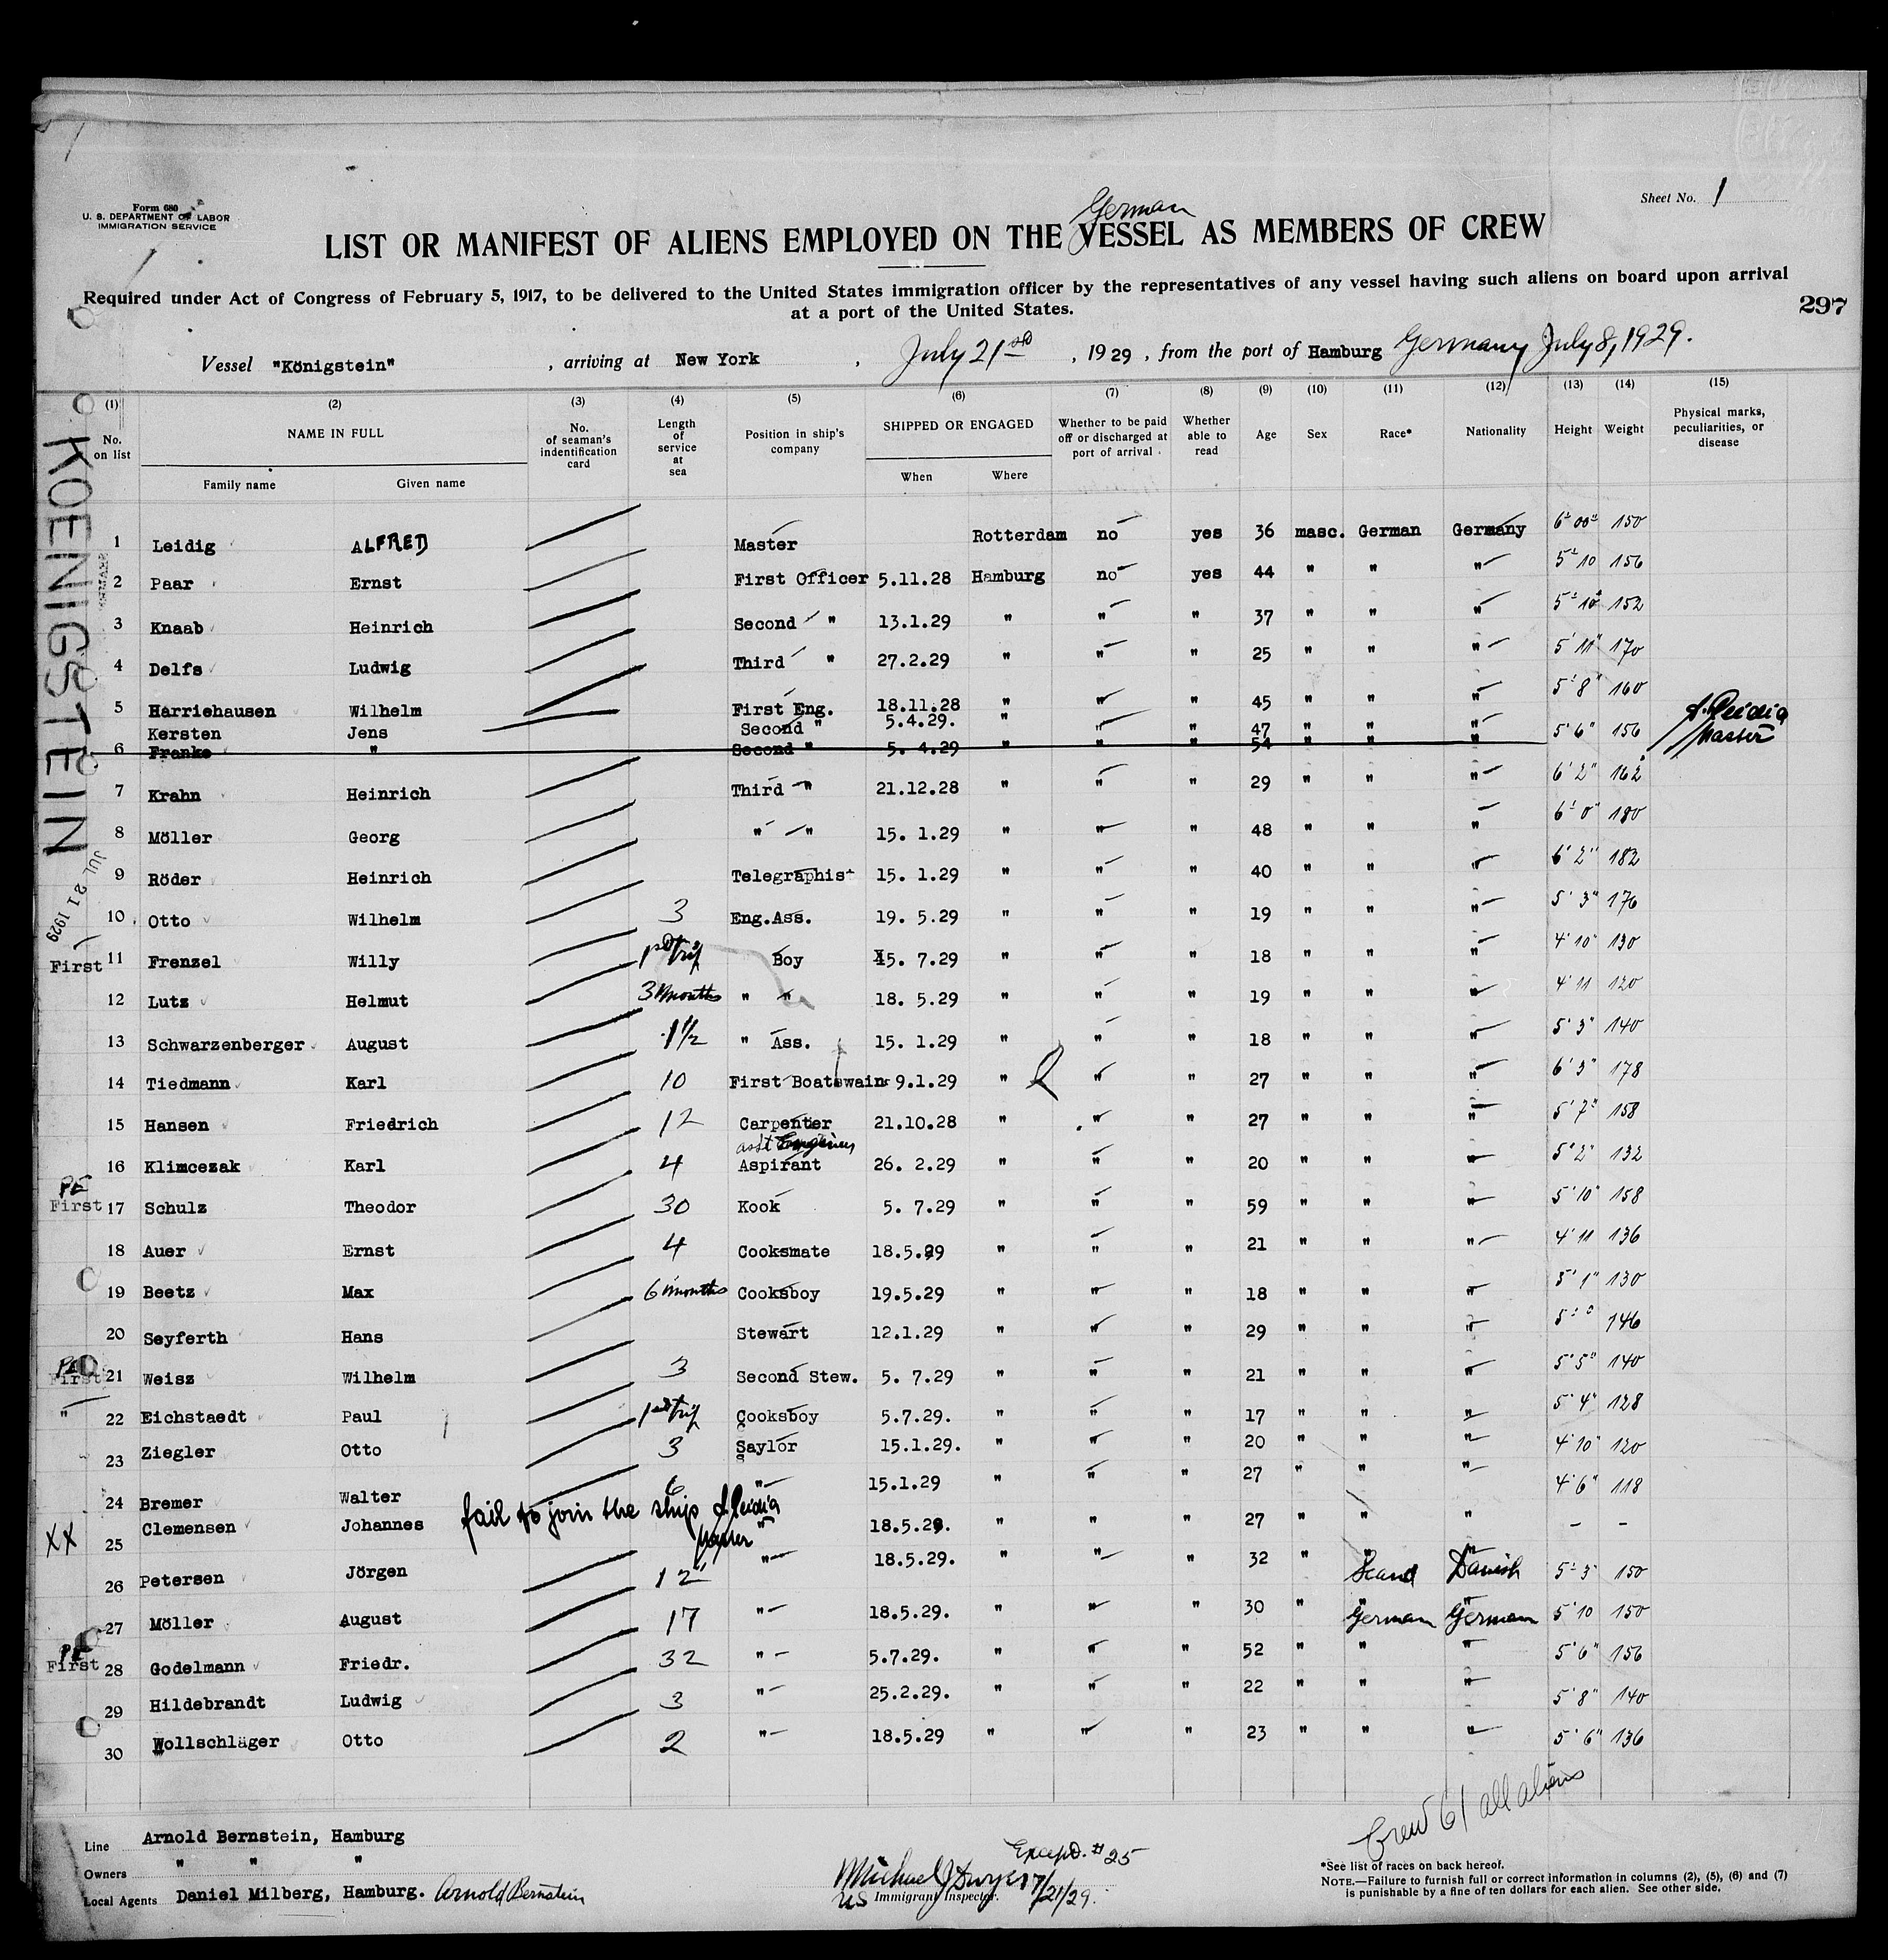 Form 680
U. S. DEPARTMENT OF LABOR
IMMIGRATION SERVICE
Sheet No. 1
German
LIST OR MANIFEST OF ALIENS EMPLOYED ON THE VESSEL AS MEMBERS OF CREW
Required under Act of Congress of February 5, 1917, to be delivered to the United States immigration officer by the representatives of any vessel having such aliens on board upon arrival
at a port of the United States.
297
Vessel "Königstein" , arriving at New York , July 21 , 1929 , from the port of Hamburg Germany July 8, 1929.
KOENIGSTEIN
JUL 21 1929
(1) No. on list
(2) NAME IN FULL Family name Given name
(3) No. of seaman's indentification card
(4) Length of service at sea
(5) Position in ship's company
(6) SHIPPED OR ENGAGED When Where
(7) Whether to be paid off or discharged at port of arrival
(8) Whether able to read
(9) Age
(10) Sex
(11) Race*
(12) Nationality
(13) Height
(14) Weight
(15) Physical marks, peculiarities, or disease
1 Leidig ALFRED Master Rotterdam no yes 36 masc. German Germany 6' 00" 150
2 Paar Ernst First Officer 5.11.28 Hamburg no yes 44 " " " 5' 10 156
3 Knaab Heinrich Second " 13.1.29 " " " 37 " " " 5' 10" 152
4 Delfs Ludwig Third " 27.2.29 " " " 25 " " " 5' 11" 170
5 Harriehausen Wilhelm First Eng. 18.11.28 " " " 45 " " " 5' 8" 160
Kersten Jens Second " 5.4.29. " " " 47 " " " 5' 6" 156 A. Leidig Master
6 Franke " Second " 5. 4.29 " " " 54 " " "
7 Krahn Heinrich Third " 21.12.28 " " " 29 " " " 6' 2" 162
8 Möller Georg " " 15. 1.29 " " " 48 " " " 6' 0" 180
9 Röder Heinrich Telegraphist 15. 1.29 " " " 40 " " " 6' 2" 182
10 Otto Wilhelm 3 Eng.Ass. 19. 5.29 " " " 19 " " " 5' 3" 176
First 11 Frenzel Willy 1st trip Boy 15. 7.29 " " " 18 " " " 4' 10" 130
12 Lutz Helmut 3 months " " 18. 5.29 " " " 19 " " " 4' 11 120
13 Schwarzenberger August 1½ " Ass. 15. 1.29 " " " 18 " " " 5' 3" 140
14 Tiedmann Karl 10 First Boatswain 9.1.29 " " " 27 " " " 6' 3" 178
15 Hansen Friedrich 12 Carpenter 21.10.28 " " " 27 " " " 5' 7" 158
asst Engineer
16 Klimcezak Karl 4 Aspirant 26. 2.29 " " " 20 " " " 5' 2" 132
First 17 Schulz Theodor 30 Kook 5. 7.29 " " " 59 " " " 5' 10" 158
18 Auer Ernst 4 Cooksmate 18.5.29 " " " 21 " " " 4' 11 136
19 Beetz Max 6 months Cooksboy 19.5.29 " " " 18 " " " 5' 1" 130
20 Seyferth Hans Stewart 12.1.29 " " " 29 " " " 146
First 21 Weisz Wilhelm 3 Second Stew. 5. 7.29 " " " 21 " " " 5' 5" 140
" 22 Eichstaedt Paul 1st trip Cooksboy 5.7.29. " " " 17 " " " 5' 4" 128
23 Ziegler Otto 3 Saylor 15.1.29. " " " 20 " " " 4' 10" 120
24 Bremer Walter 6 " 15.1.29 " " " 27 " " " 4' 6" 118
XX 25 Clemensen Johannes fail to join the ship A. Leidig Master " 18.5.29. " " " 27 " " " - -
26 Petersen Jörgen 12 " 18.5.29. " " " 32 " " Scand " Danish 5' 3" 150
27 Möller August 17 " 18.5.29. " " " 30 " " German " German 5' 10 150
First 28 Godelmann Friedr. 32 " 5.7.29. " " " 52 " " " 5' 6" 156
29 Hildebrandt Ludwig 3 " 25.2.29. " " " 22 " " " 5' 8" 140
30 Wollschläger Otto 2 " 18.5.29 " " " 23 " " " 5' 6" 136
Crew 61 all aliens
Line Arnold Bernstein, Hamburg
Owners " " "
Local Agents Daniel Milberg, Hamburg. Arnold Bernstein
Except. #25
Michael J Dwyer 7/21/29.
US Immigrant Inspector.
*See list of races on back hereof.
NOTE.—Failure to furnish full or correct information in columns (2), (5), (6) and (7)
is punishable by a fine of ten dollars for each alien. See other side.